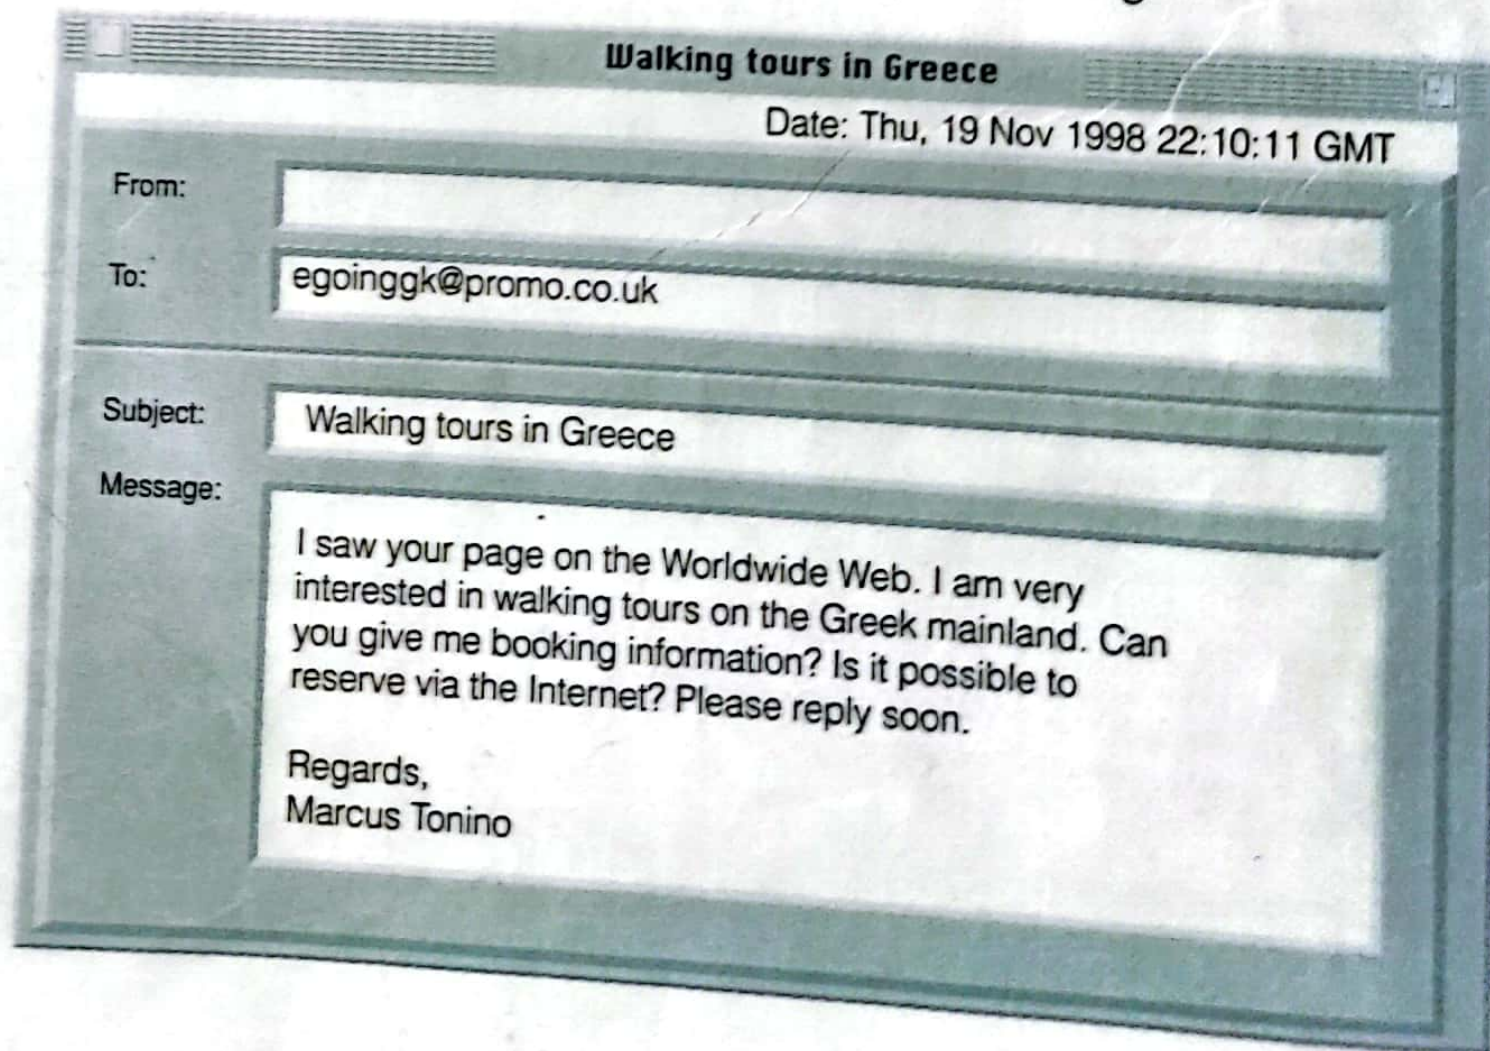 Walking tours in Greece
Date: Thu, 19 Nov 1998 22:10:11 GMT
From:
To: egoinggk@promo.co.uk
Subject: Walking tours in Greece
Message:
I saw your page on the Worldwide Web. I am very
interested in walking tours on the Greek mainland. Can
you give me booking information? Is it possible to
reserve via the Internet? Please reply soon.
Regards,
Marcus Tonino